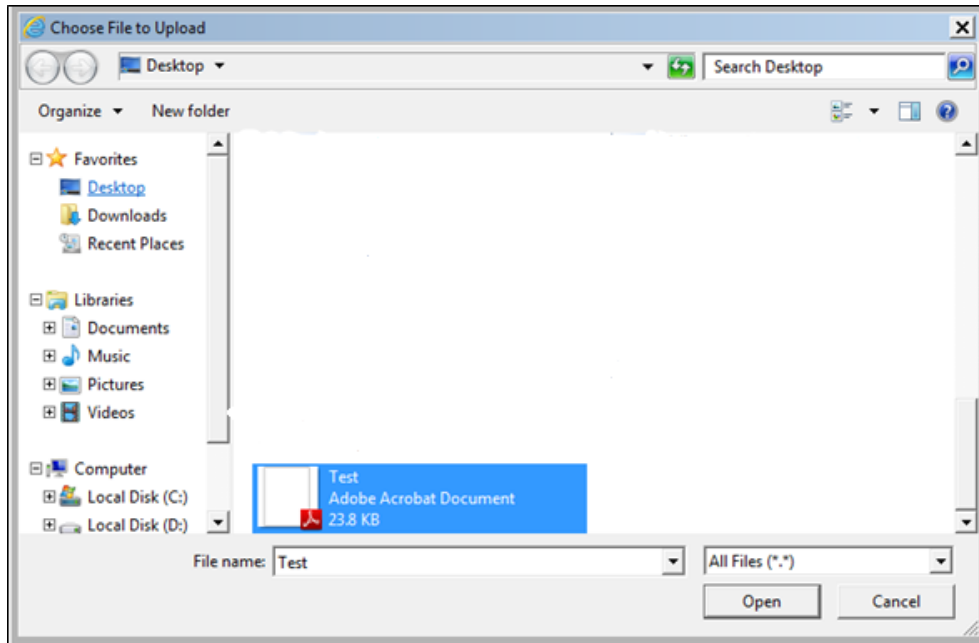 Choose File to Upload
Desktop
Search Desktop
Organize New folder
Favorites
Desktop
Downloads
Recent Places
Libraries
Documents
Music
Pictures
Videos
Computer
Local Disk (C:)
Local Disk (D:)
Test
Adobe Acrobat Document
23.8 KB
File name: Test All Files (*.*)
Open Cancel